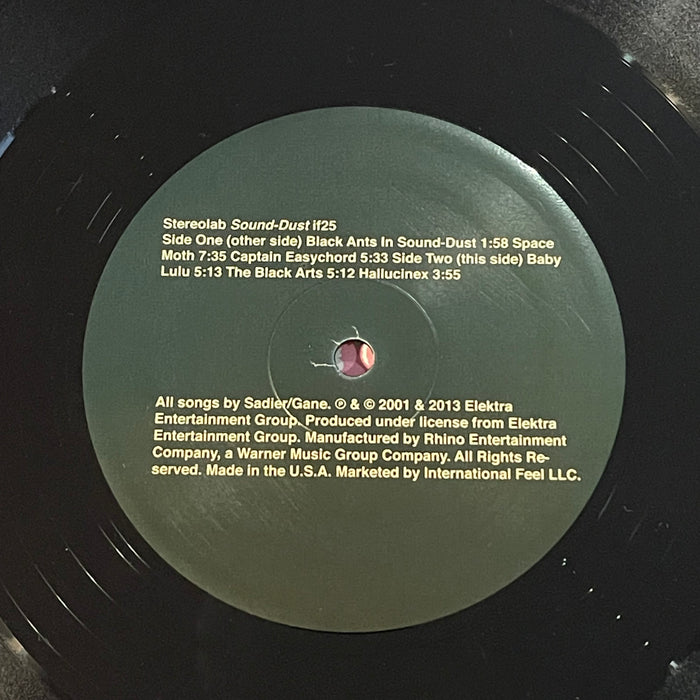 Stereolab Sound-Dust if25
Side One (other side) Black Ants In Sound-Dust 1:58 Space
Moth 7:35 Captain Easychord 5:33 Side Two (this side) Baby
Lulu 5:13 The Black Arts 5:12 Hallucinex 3:55
All songs by Sadier/Gane. ℗ & © 2001 & 2013 Elektra
Entertainment Group. Produced under license from Elektra
Entertainment Group. Manufactured by Rhino Entertainment
Company, a Warner Music Group Company. All Rights Re-
served. Made in the U.S.A. Marketed by International Feel LLC.